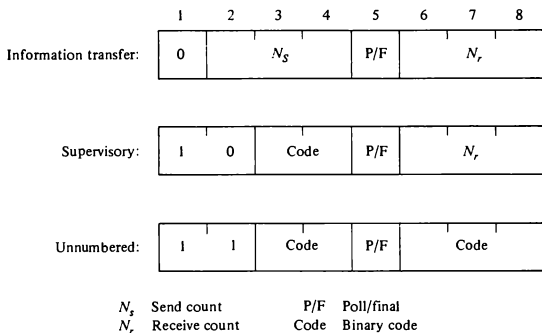 1 2 3 4 5 6 7 8
Information transfer: 0 N_S P/F N_r
Supervisory: 1 0 Code P/F N_r
Unnumbered: 1 1 Code P/F Code
N_s Send count P/F Poll/final
N_r Receive count Code Binary code